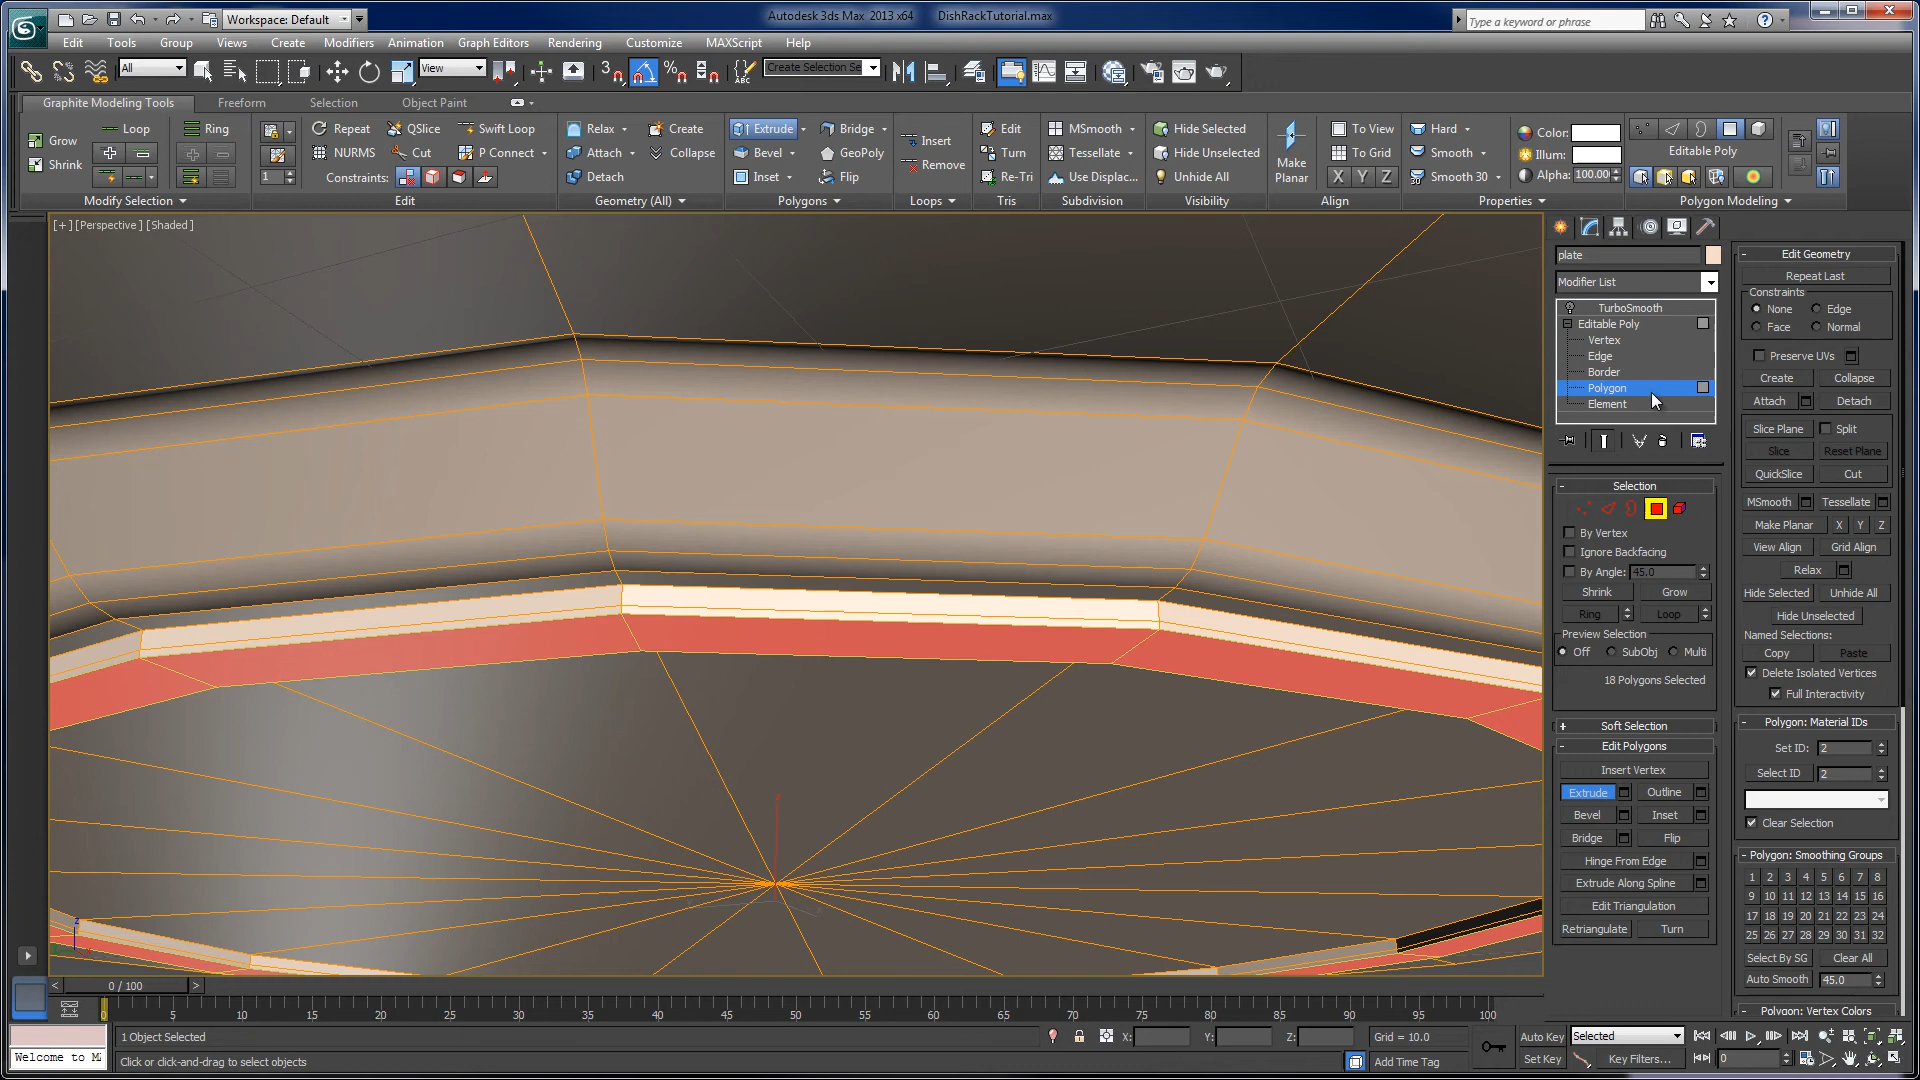 Workspace: Default
Autodesk 3ds Max  2013 x64   DishRackTutorial.max
Type a keyword or phrase
Edit Tools Group Views Create Modifiers Animation Graph Editors Rendering Customize MAXScript Help
All View Create Selection Se
Graphite Modeling Tools Freeform Selection Object Paint
Grow Loop Ring Repeat QSlice Swift Loop Relax Create Extrude Bridge Insert Edit MSmooth Hide Selected To View Hard Color:
Shrink NURMS Cut P Connect Attach Collapse Bevel GeoPoly Remove Turn Tessellate Hide Unselected Make Planar To Grid Smooth Illum: Editable Poly
1 Constraints: Detach Inset Flip Re-Tri Use Displac... Unhide All X Y Z Smooth 30 Alpha: 100.00
Modify Selection Edit Geometry (All) Polygons Loops Tris Subdivision Visibility Align Properties Polygon Modeling
[+] [Perspective] [Shaded]
plate
Modifier List
TurboSmooth
Editable Poly
Vertex
Edge
Border
Polygon
Element
Selection
By Vertex
Ignore Backfacing
By Angle: 45.0
Shrink Grow
Ring Loop
Preview Selection
Off SubObj Multi
18 Polygons Selected
Soft Selection
Edit Polygons
Insert Vertex
Extrude Outline
Bevel Inset
Bridge Flip
Hinge From Edge
Extrude Along Spline
Edit Triangulation
Retriangulate Turn
Edit Geometry
Repeat Last
Constraints
None Edge
Face Normal
Preserve UVs
Create Collapse
Attach Detach
Slice Plane Split
Slice Reset Plane
QuickSlice Cut
MSmooth Tessellate
Make Planar X Y Z
View Align Grid Align
Relax
Hide Selected Unhide All
Hide Unselected
Named Selections:
Copy Paste
Delete Isolated Vertices
Full Interactivity
Polygon: Material IDs
Set ID: 2
Select ID 2
Clear Selection
Polygon: Smoothing Groups
1 2 3 4 5 6 7 8
9 10 11 12 13 14 15 16
17 18 19 20 21 22 23 24
25 26 27 28 29 30 31 32
Select By SG Clear All
Auto Smooth 45.0
Polygon: Vertex Colors
< 0 / 100 >
0 5 10 15 20 25 30 35 40 45 50 55 60 65 70 75 80 85 90 95 100
1 Object Selected X: Y: Z: Grid = 10.0 Auto Key Selected
Welcome to M Click or click-and-drag to select objects Add Time Tag Set Key Key Filters... 0